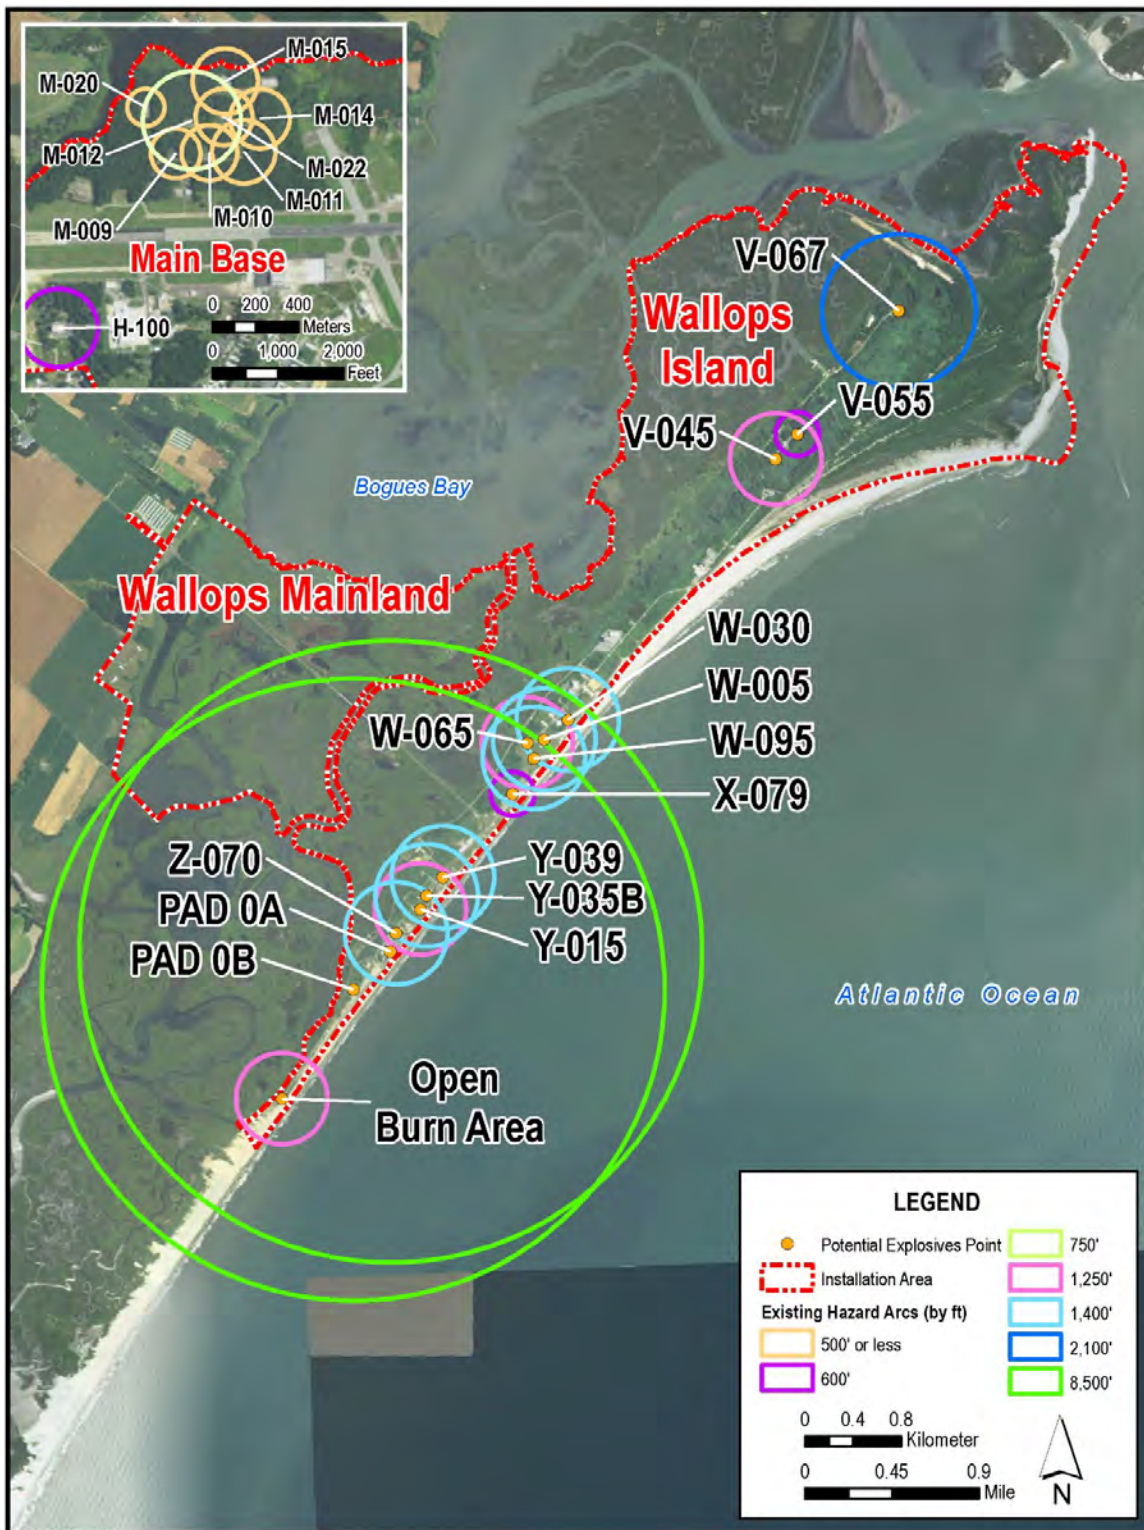 M-015
M-020
M-014
M-012
M-022
M-011
M-009
M-010
Main Base
0 200 400
Meters
H-100
0 1,000 2,000
Feet
V-067
Wallops
Island
V-055
V-045
Bogues Bay
Wallops Mainland
W-030
W-005
W-065
W-095
X-079
Z-070
Y-039
PAD 0A
Y-035B
PAD 0B
Y-015
Atlantic Ocean
Open
Burn Area
LEGEND
Potential Explosives Point
Installation Area
Existing Hazard Arcs (by ft)
500' or less
600'
750'
1,250'
1,400'
2,100'
8,500'
0 0.4 0.8
Kilometer
0 0.45 0.9
Mile
N